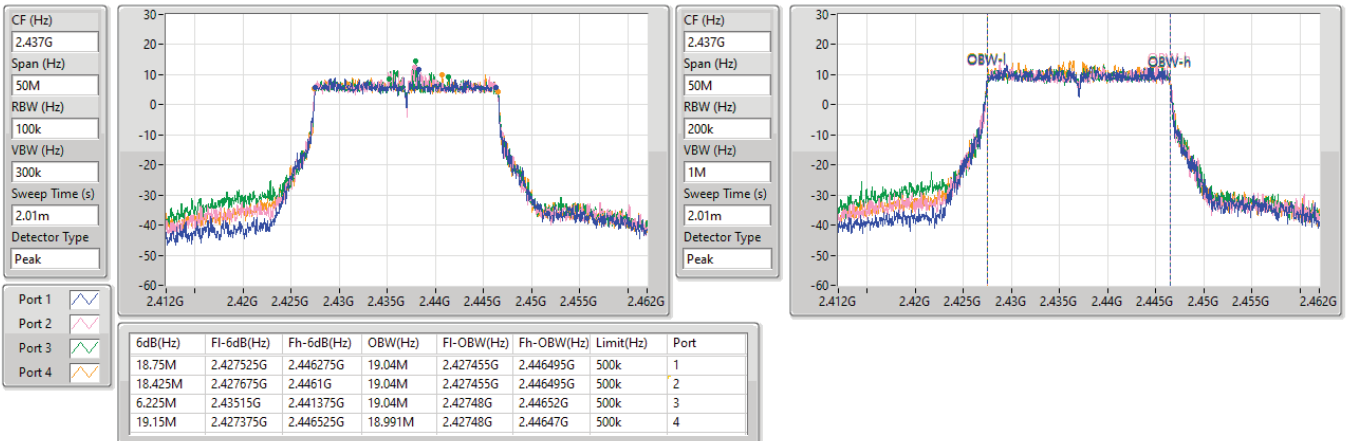 CF (Hz)
2.437G
Span (Hz)
50M
RBW (Hz)
100k
VBW (Hz)
300k
Sweep Time (s)
2.01m
Detector Type
Peak
30
20
10
0
-10
-20
-30
-40
-50
-60
2.412G 2.42G 2.425G 2.43G 2.435G 2.44G 2.445G 2.45G 2.455G 2.462G
CF (Hz)
2.437G
Span (Hz)
50M
RBW (Hz)
200k
VBW (Hz)
1M
Sweep Time (s)
2.01m
Detector Type
Peak
30
20
10
0
-10
-20
-30
-40
-50
-60
OBW-l
OBW-h
2.412G 2.42G 2.425G 2.43G 2.435G 2.44G 2.445G 2.45G 2.455G 2.462G
Port 1
Port 2
Port 3
Port 4
6dB(Hz) Fl-6dB(Hz) Fh-6dB(Hz) OBW(Hz) Fl-OBW(Hz) Fh-OBW(Hz) Limit(Hz) Port
18.75M 2.427525G 2.446275G 19.04M 2.427455G 2.446495G 500k 1
18.425M 2.427675G 2.4461G 19.04M 2.427455G 2.446495G 500k 2
6.225M 2.43515G 2.441375G 19.04M 2.42748G 2.44652G 500k 3
19.15M 2.427375G 2.446525G 18.991M 2.42748G 2.44647G 500k 4